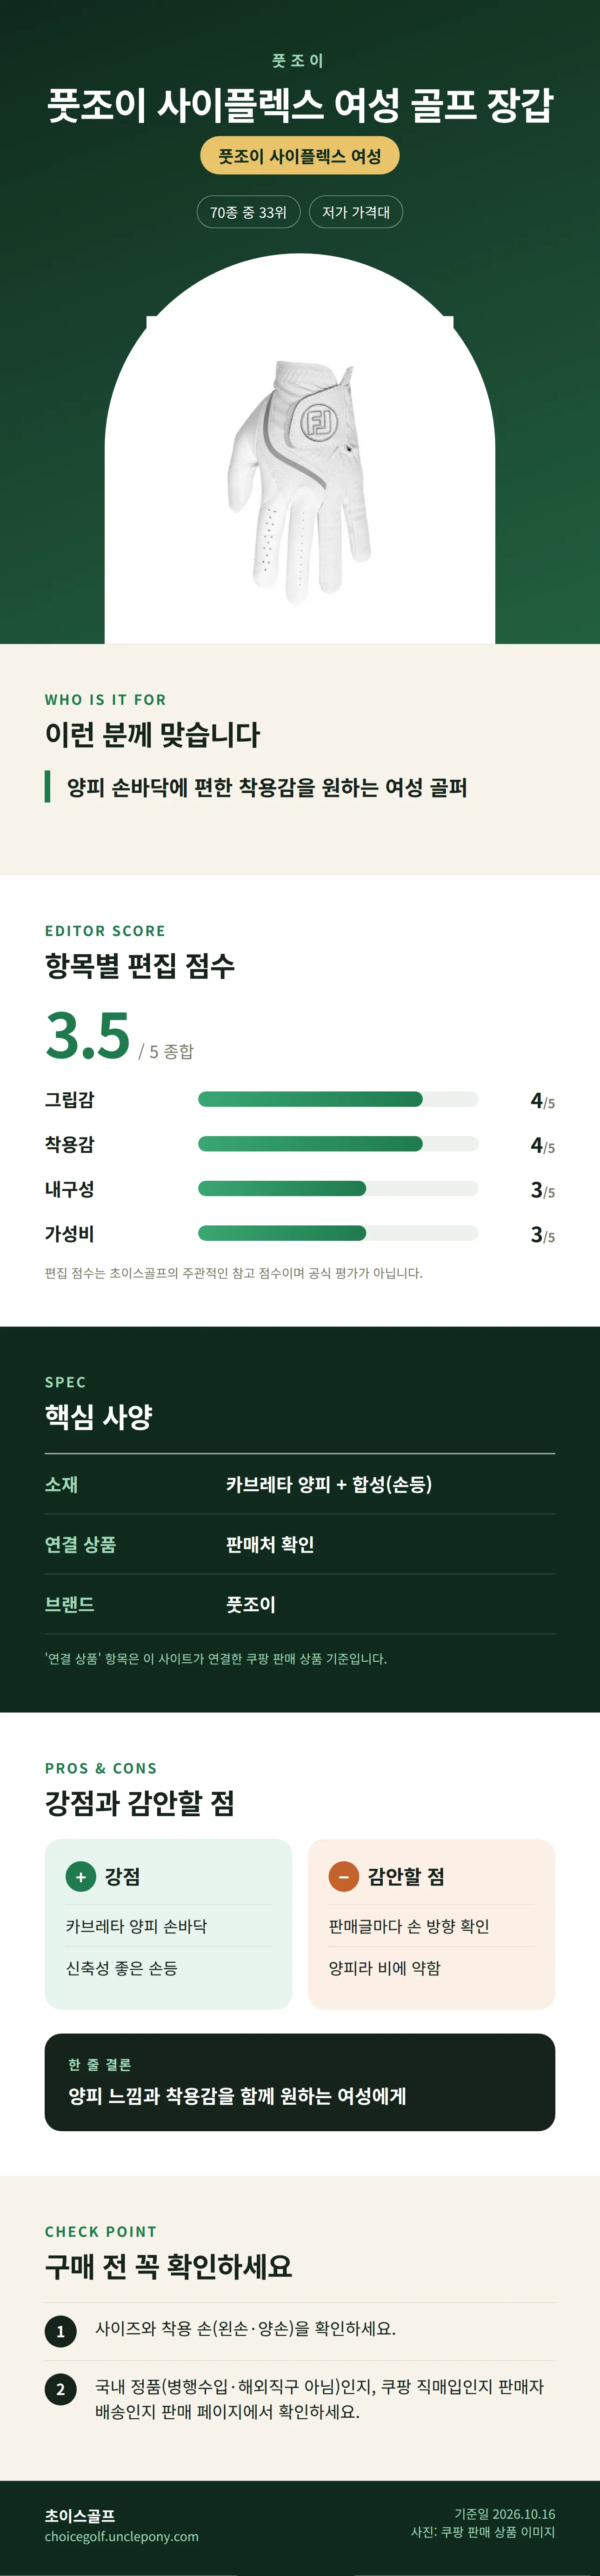 풋조이
풋조이 사이플렉스 여성 골프 장갑
풋조이 사이플렉스 여성
70종 중 33위
저가 가격대
FJ
WHO IS IT FOR
이런 분께 맞습니다
양피 손바닥에 편한 착용감을 원하는 여성 골퍼
EDITOR SCORE
항목별 편집 점수
3.5 / 5 종합
그립감 4/5
착용감 4/5
내구성 3/5
가성비 3/5
편집 점수는 초이스골프의 주관적인 참고 점수이며 공식 평가가 아닙니다.
SPEC
핵심 사양
소재 카브레타 양피 + 합성(손등)
연결 상품 판매처 확인
브랜드 풋조이
'연결 상품' 항목은 이 사이트가 연결한 쿠팡 판매 상품 기준입니다.
PROS & CONS
강점과 감안할 점
+ 강점
카브레타 양피 손바닥
신축성 좋은 손등
− 감안할 점
판매글마다 손 방향 확인
양피라 비에 약함
한 줄 결론
양피 느낌과 착용감을 함께 원하는 여성에게
CHECK POINT
구매 전 꼭 확인하세요
1 사이즈와 착용 손(왼손·양손)을 확인하세요.
2 국내 정품(병행수입·해외직구 아님)인지, 쿠팡 직매입인지 판매자
배송인지 판매 페이지에서 확인하세요.
초이스골프
choicegolf.unclepony.com
기준일 2026.10.16
사진: 쿠팡 판매 상품 이미지